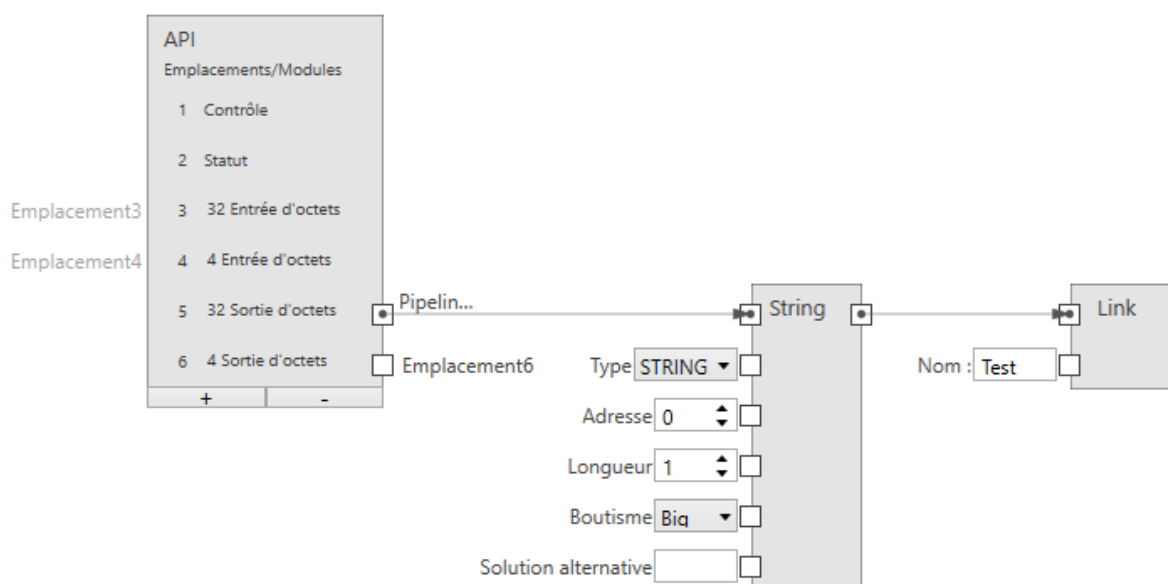 API
Emplacements/Modules
1 Contrôle
2 Statut
Emplacement3 3 32 Entrée d'octets
Emplacement4 4 4 Entrée d'octets
5 32 Sortie d'octets Pipelin... String Link
6 4 Sortie d'octets Emplacement6 Type STRING Nom : Test
+ -
Adresse 0
Longueur 1
Boutisme Big
Solution alternative